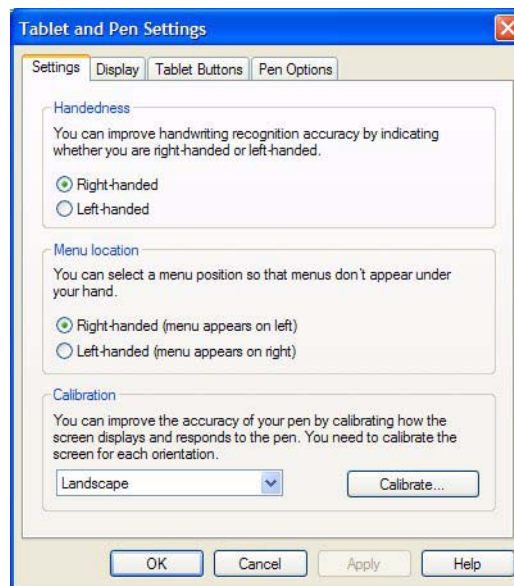 Tablet and Pen Settings
Settings Display Tablet Buttons Pen Options
Handedness
You can improve handwriting recognition accuracy by indicating
whether you are right-handed or left-handed.
Right-handed
Left-handed
Menu location
You can select a menu position so that menus don't appear under
your hand.
Right-handed (menu appears on left)
Left-handed (menu appears on right)
Calibration
You can improve the accuracy of your pen by calibrating how the
screen displays and responds to the pen. You need to calibrate the
screen for each orientation.
Landscape Calibrate...
OK Cancel Apply Help